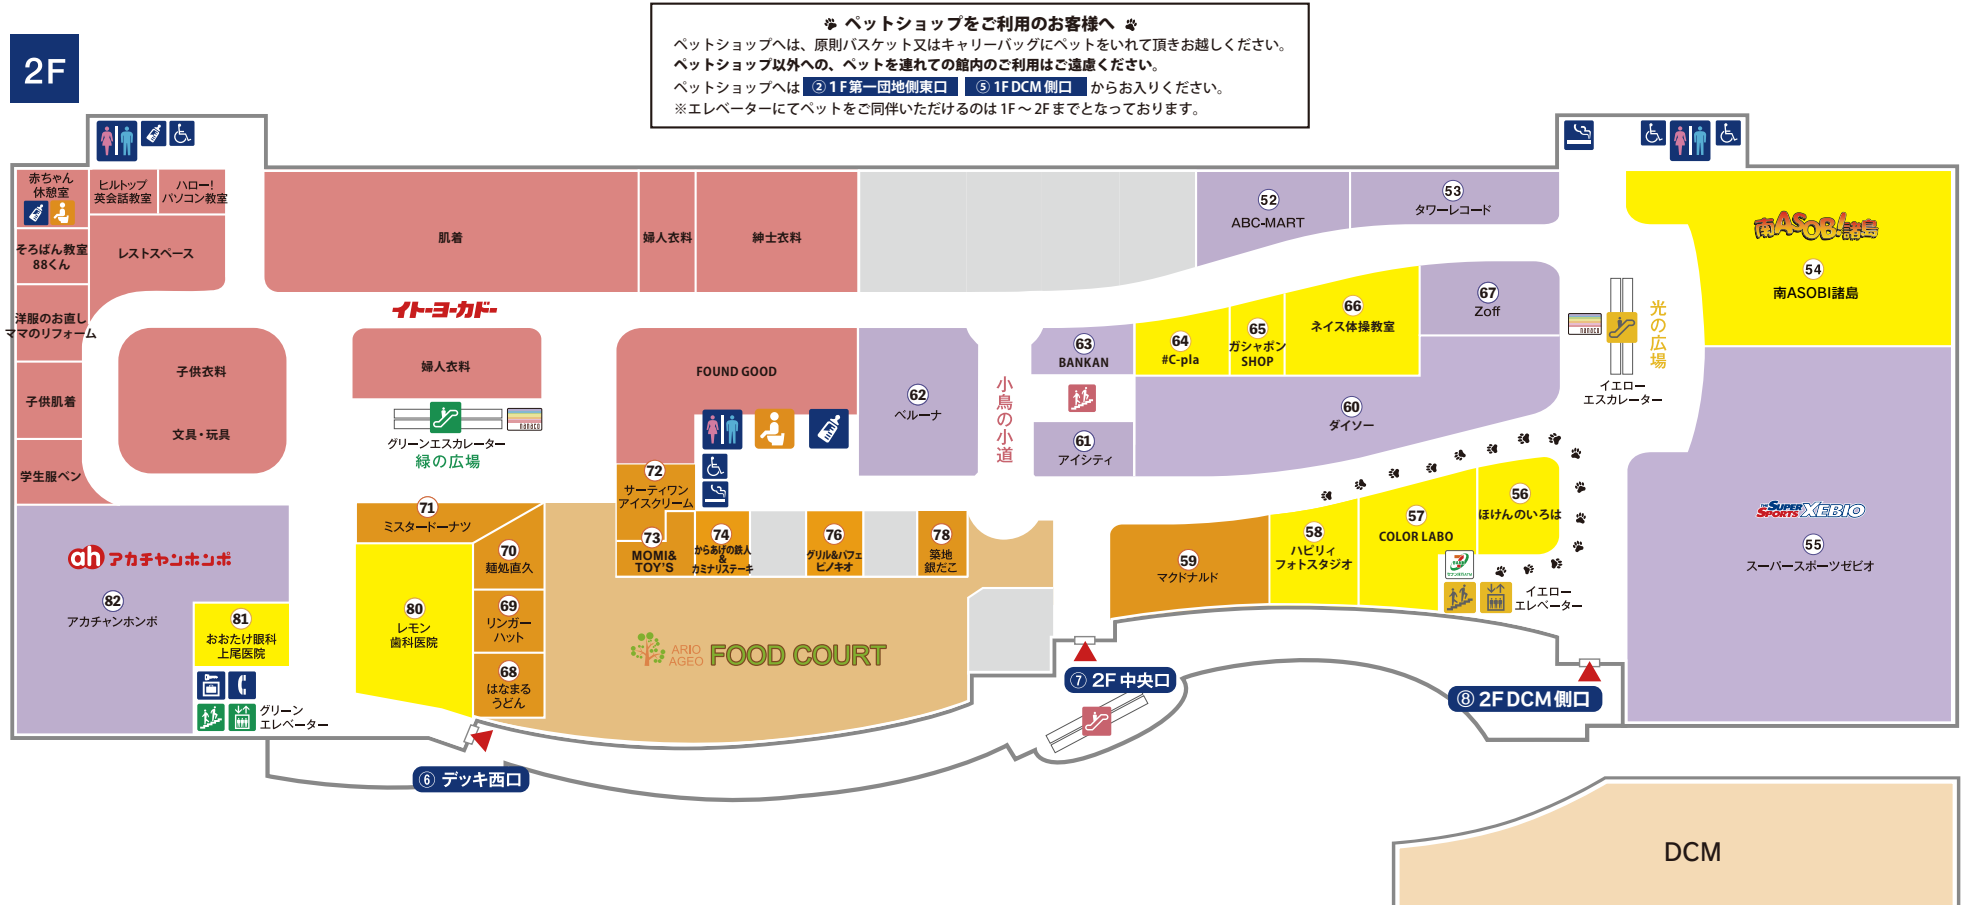 2F
ペットショップをご利用のお客様へ
ペットショップへは、原則バスケット又はキャリーバッグにペットをいれて頂きお越しください。
ペットショップ以外への、ペットを連れての館内のご利用はご遠慮ください。
ペットショップへは ②1F第一団地側東口 ⑤1F DCM側口 からお入りください。
※エレベーターにてペットをご同伴いただけるのは1F～2Fまでとなっております。
赤ちゃん
休憩室
ヒルトップ
英会話教室
ハロー!
パソコン教室
そろばん教室
88くん
レストスペース
洋服のお直し
ママのリフォーム
子供肌着
学生服ベン
子供衣料
文具・玩具
肌着
婦人衣料
紳士衣料
イトーヨーカドー
婦人衣料
nanaco
グリーンエスカレーター
緑の広場
FOUND GOOD
62
ベルーナ
小鳥の小道
52
ABC-MART
53
タワーレコード
63
BANKAN
64
#C-pla
65
ガシャポン
SHOP
66
ネイス体操教室
67
Zoff
61
アイシティ
60
ダイソー
nanaco
光の広場
イエロー
エスカレーター
南ASOBI諸島
54
南ASOBI諸島
SUPER
SPORTS XEBIO
55
スーパースポーツゼビオ
56
ほけんのいろは
57
COLOR LABO
58
ハピリィ
フォトスタジオ
59
マクドナルド
イエロー
エレベーター
71
ミスタードーナツ
70
麺処直久
69
リンガー
ハット
68
はなまる
うどん
80
レモン
歯科医院
72
サーティワン
アイスクリーム
73
MOMI&
TOY'S
74
からあげの鉄人
&
カミナリステーキ
76
グリル&パフェ
ピノキオ
78
築地
銀だこ
ARIO
AGEO FOOD COURT
ah アカチャンホンポ
82
アカチャンホンポ
81
おおたけ眼科
上尾医院
グリーン
エレベーター
⑥ デッキ西口
⑦ 2F 中央口
⑧ 2F DCM側口
DCM